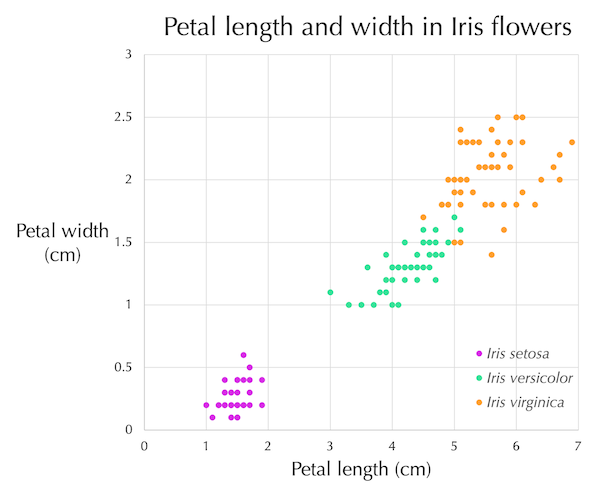 Petal length and width in Iris flowers
3
2.5
2
Petal width
(cm)
1.5
1
0.5
0
Iris setosa
Iris versicolor
Iris virginica
0 1 2 3 4 5 6 7
Petal length (cm)